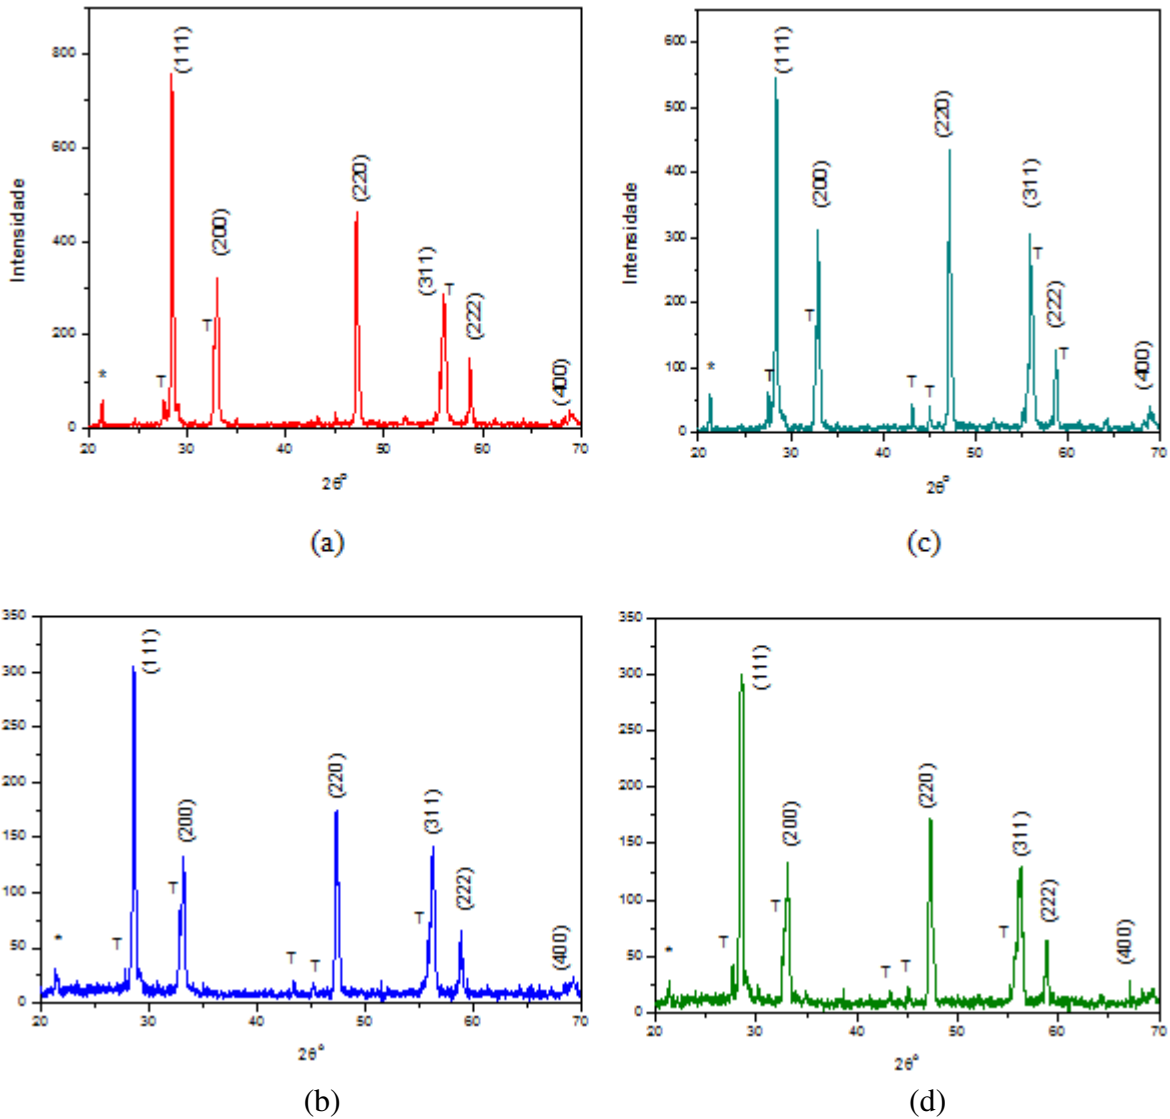 (111)
(200)
(220)
(311)
(222)
(400)
T
T
T
*
800
600
400
200
0
Intensidade
20 30 40 50 60 70
2θ°
(a)
(111)
(200)
(220)
(311)
(222)
(400)
T
T
T
T
T
T
*
600
500
400
300
200
100
0
Intensidade
20 30 40 50 60 70
2θ°
(c)
(111)
(200)
(220)
(311)
(222)
(400)
T
T
T
T
T
*
350
300
250
200
150
100
50
0
20 30 40 50 60 70
2θ°
(b)
(111)
(200)
(220)
(311)
(222)
(400)
T
T
T
T
T
*
350
300
250
200
150
100
50
0
20 30 40 50 60 70
2θ°
(d)